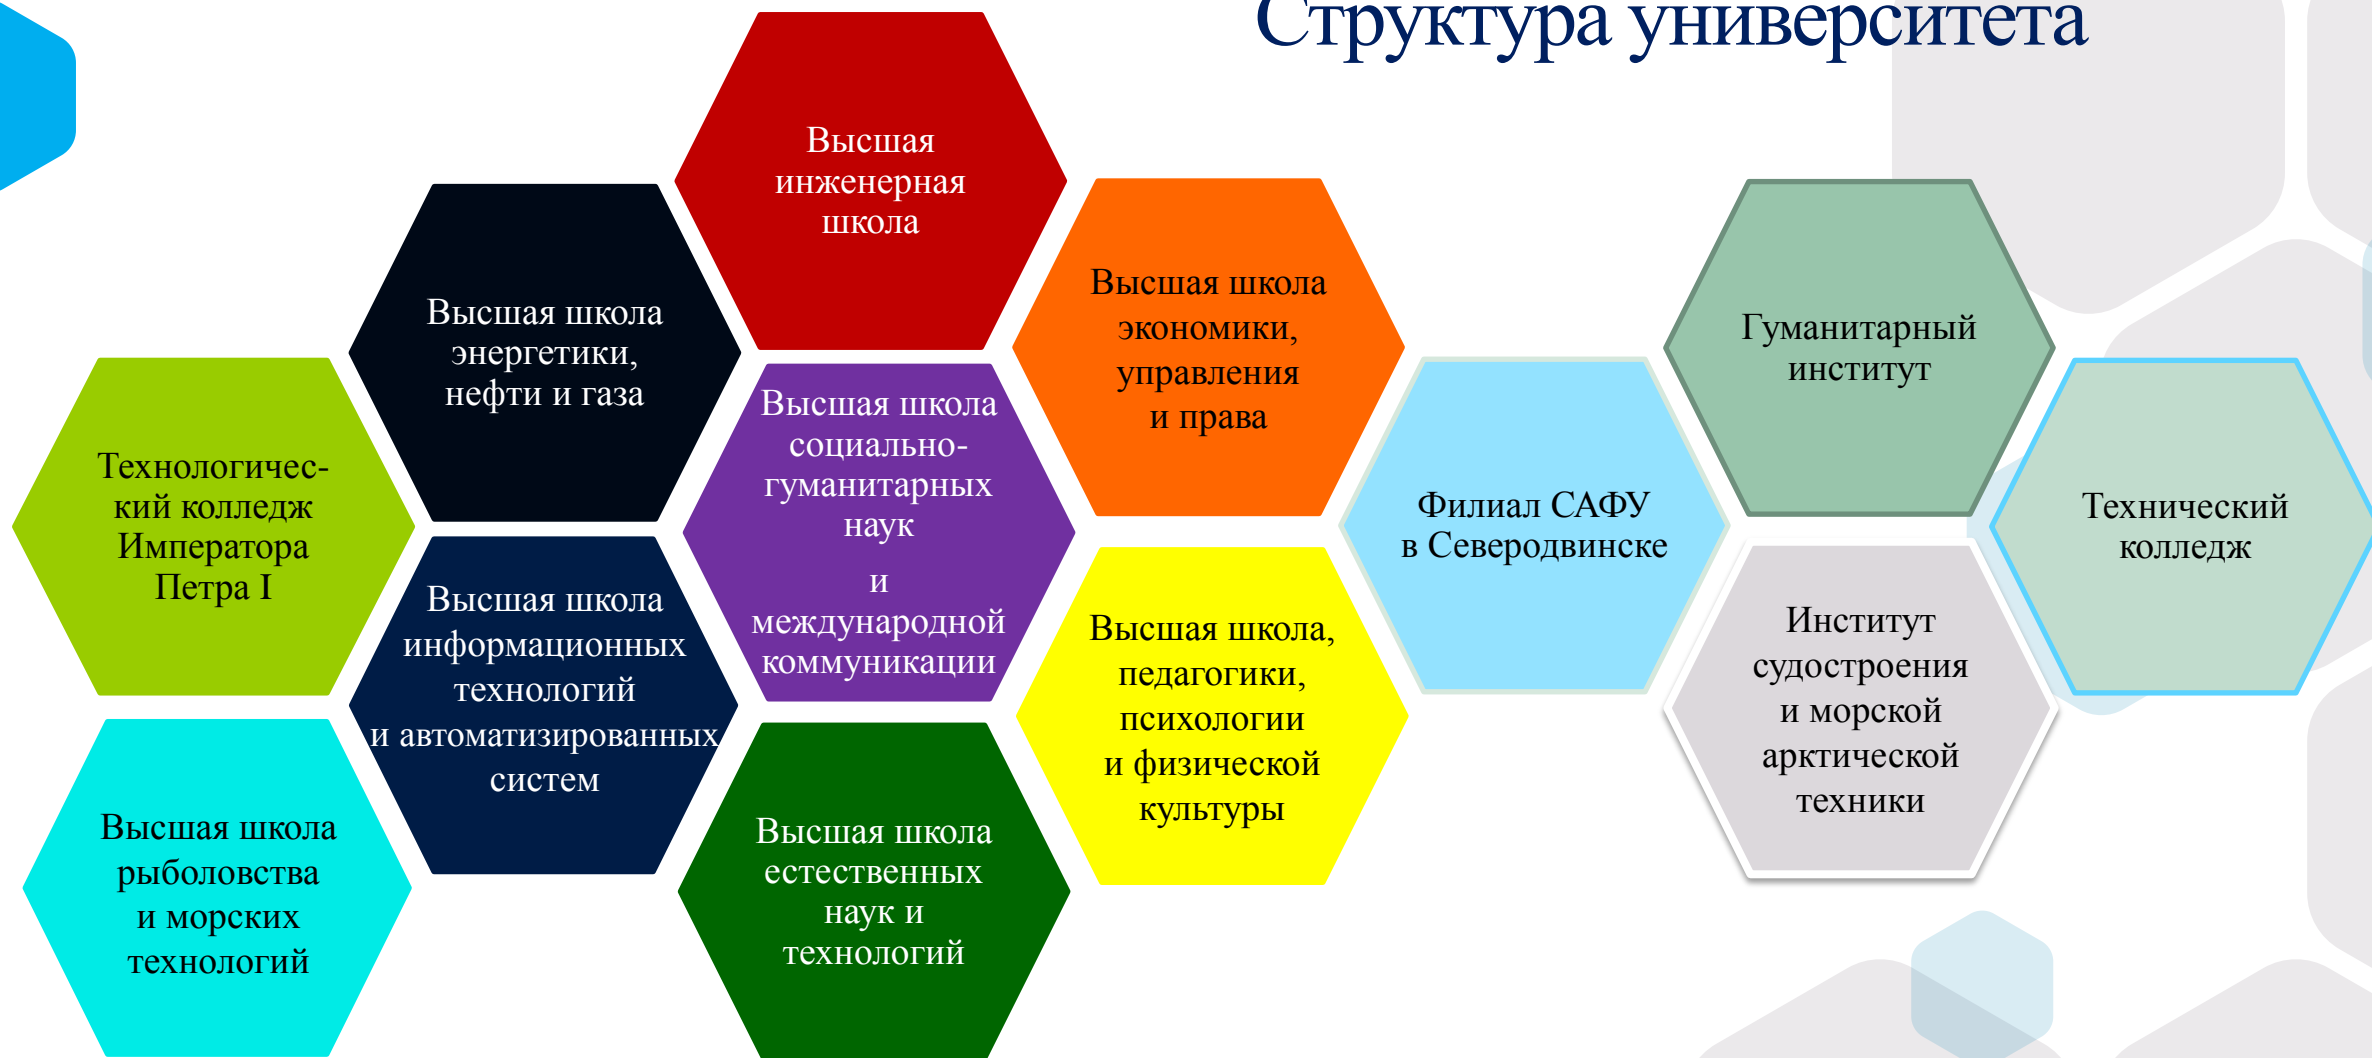 Структура университета
Высшая
инженерная
школа
Высшая школа
энергетики,
нефти и газа
Высшая школа
экономики,
управления
и права
Гуманитарный
институт
Технологичес-
кий колледж
Императора
Петра I
Высшая школа
социально-
гуманитарных
наук
и
международной
коммуникации
Филиал САФУ
в Северодвинске
Технический
колледж
Высшая школа
информационных
технологий
и автоматизированных
систем
Высшая школа,
педагогики,
психологии
и физической
культуры
Институт
судостроения
и морской
арктической
техники
Высшая школа
рыболовства
и морских
технологий
Высшая школа
естественных
наук и
технологий